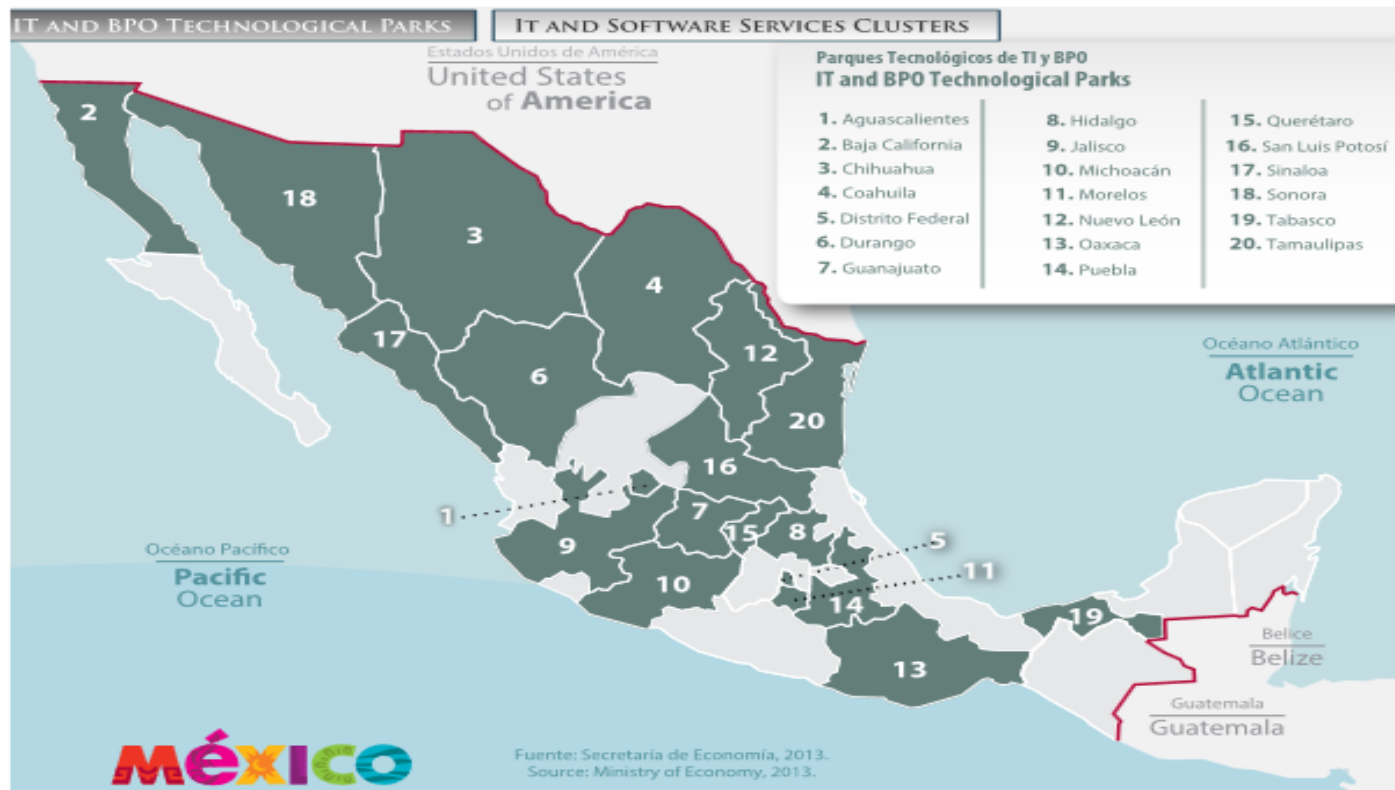 IT AND BPO TECHNOLOGICAL PARKS
IT AND SOFTWARE SERVICES CLUSTERS
Estados Unidos de América
United States
of America
Parques Tecnológicos de TI y BPO
IT and BPO Technological Parks
1. Aguascalientes
2. Baja California
3. Chihuahua
4. Coahuila
5. Distrito Federal
6. Durango
7. Guanajuato
8. Hidalgo
9. Jalisco
10. Michoacán
11. Morelos
12. Nuevo León
13. Oaxaca
14. Puebla
15. Querétaro
16. San Luis Potosí
17. Sinaloa
18. Sonora
19. Tabasco
20. Tamaulipas
2
18
3
4
17
12
6
20
16
1
7
15
8
9
5
10
11
14
19
13
Océano Atlántico
Atlantic
Ocean
Océano Pacífico
Pacific
Ocean
Belice
Belize
Guatemala
Guatemala
MéXICO
Fuente: Secretaría de Economía, 2013.
Source: Ministry of Economy, 2013.